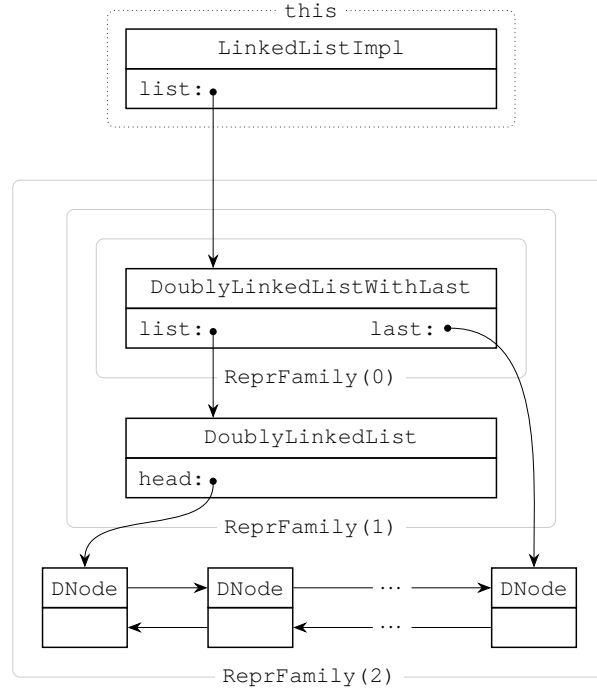 this
LinkedListImpl
list:
DoublyLinkedListWithLast
list: last:
ReprFamily(0)
DoublyLinkedList
head:
ReprFamily(1)
DNode DNode ... DNode
...
ReprFamily(2)